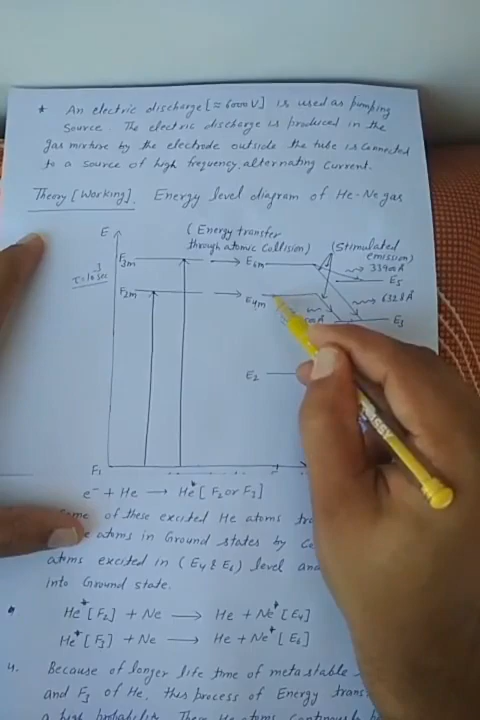 * An electric discharge [≈ 6000 V] is used as pumping
source. The electric discharge is produced in the
gas mixture by the electrode outside the tube is connected
to a source of high frequency alternating current.
Theory [Working]. Energy level diagram of He-Ne gas
E
(Energy transfer
through atomic Collision)
(Stimulated
emission)
F3m
E6m
E5
F2m
E4m
6328 Å
E3
E2
F1
e⁻ + He → He* [F2 or F3]
of these excited He atoms
atoms in Ground states by
atoms excited in (E4 & E6) level
into Ground state.
He* [F2] + Ne → He + Ne* [E4]
He* [F3] + Ne → He + Ne* [E6]
4. Because of longer life time of metastable
and F3 of He, this process of Energy
a high probability.